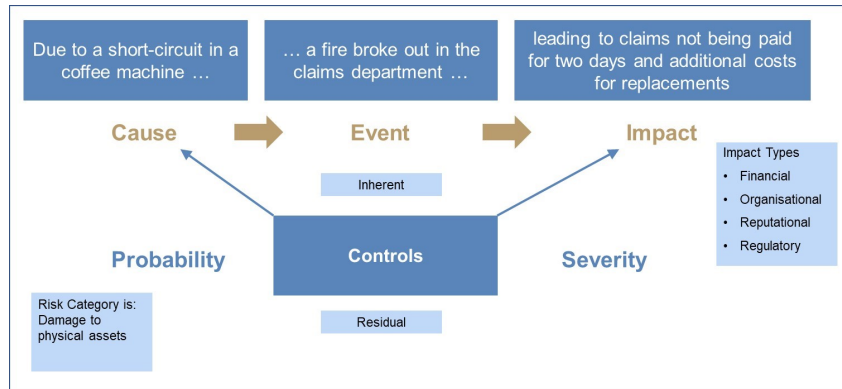 Due to a short-circuit in a
coffee machine …
… a fire broke out in the
claims department …
leading to claims not being paid
for two days and additional costs
for replacements
Cause
Event
Impact
Impact Types
• Financial
• Organisational
• Reputational
• Regulatory
Inherent
Probability
Controls
Severity
Risk Category is:
Damage to
physical assets
Residual